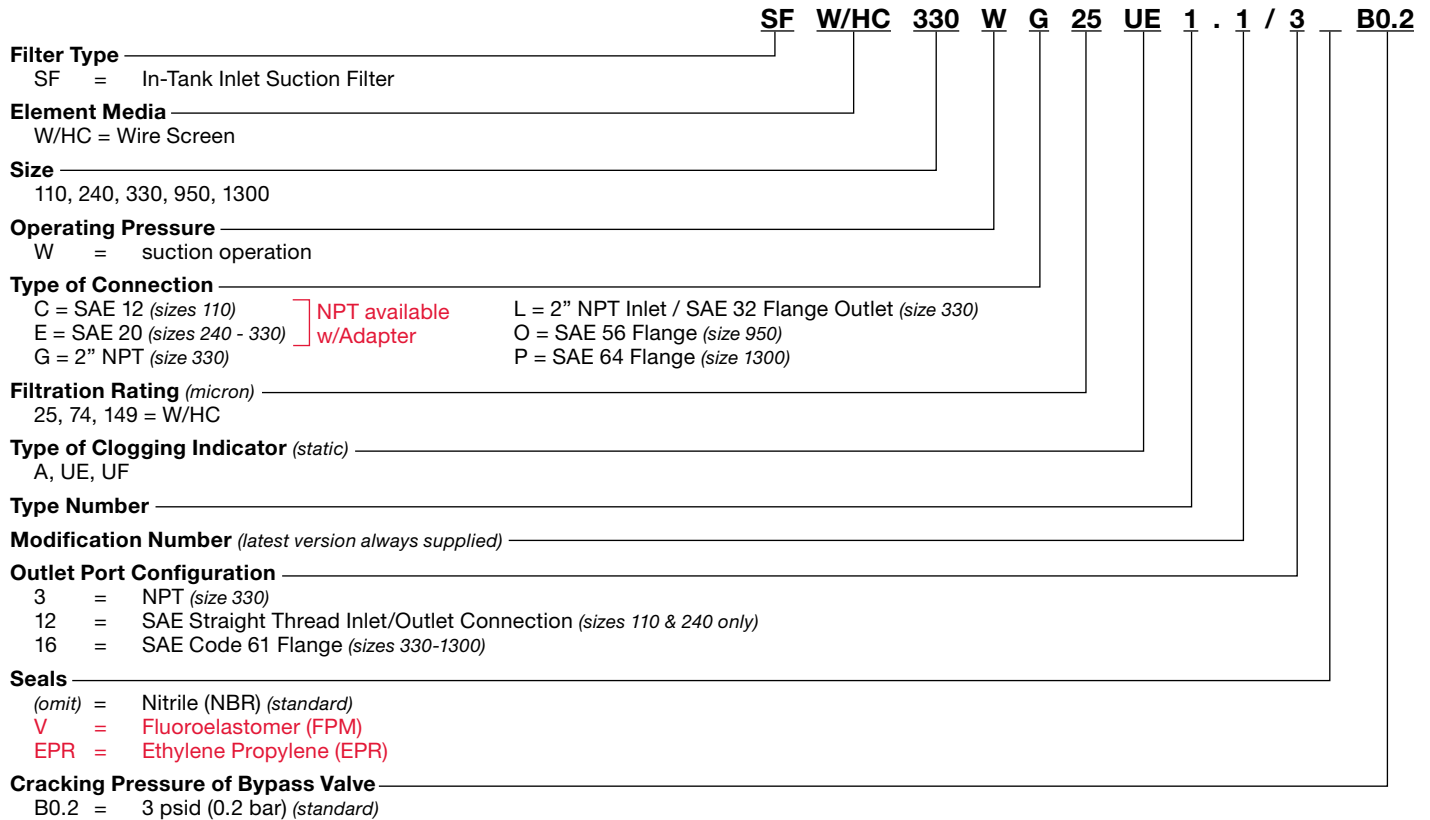 SF W/HC 330 W G 25 UE 1 . 1 / 3 _ B0.2
Filter Type
SF = In-Tank Inlet Suction Filter
Element Media
W/HC = Wire Screen
Size
110, 240, 330, 950, 1300
Operating Pressure
W = suction operation
Type of Connection
C = SAE 12 (sizes 110)
E = SAE 20 (sizes 240 - 330)
G = 2” NPT (size 330)
NPT available
w/Adapter
L = 2” NPT Inlet / SAE 32 Flange Outlet (size 330)
O = SAE 56 Flange (size 950)
P = SAE 64 Flange (size 1300)
Filtration Rating (micron)
25, 74, 149 = W/HC
Type of Clogging Indicator (static)
A, UE, UF
Type Number
Modification Number (latest version always supplied)
Outlet Port Configuration
3 = NPT (size 330)
12 = SAE Straight Thread Inlet/Outlet Connection (sizes 110 & 240 only)
16 = SAE Code 61 Flange (sizes 330-1300)
Seals
(omit) = Nitrile (NBR) (standard)
V = Fluoroelastomer (FPM)
EPR = Ethylene Propylene (EPR)
Cracking Pressure of Bypass Valve
B0.2 = 3 psid (0.2 bar) (standard)